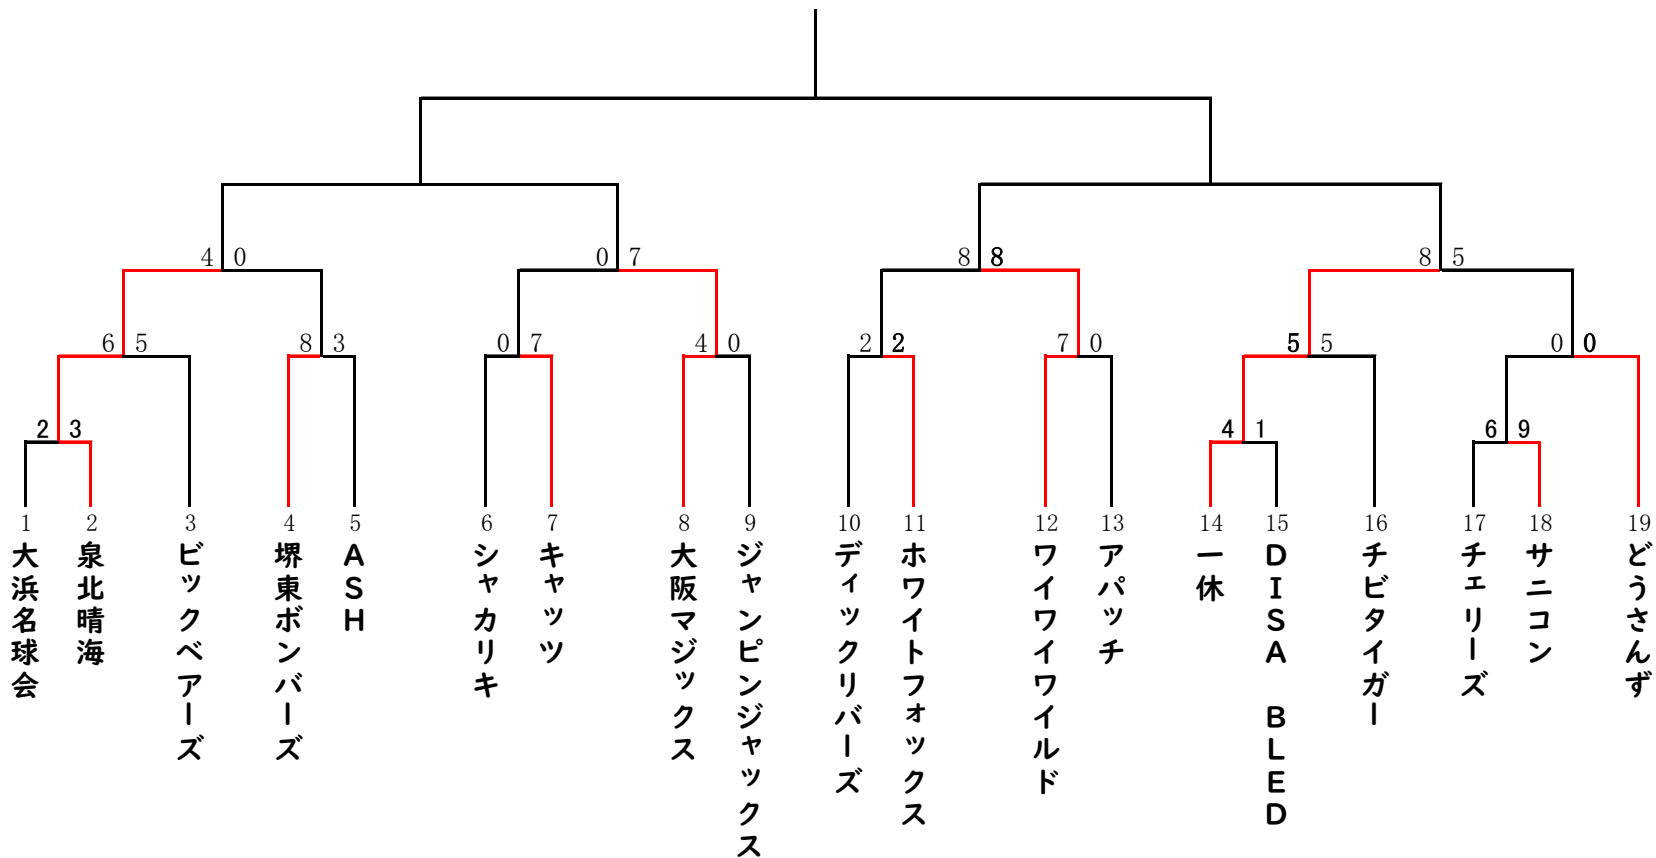 4 0 0 7 8 8 8 5
6 5 8 3 0 7 4 0 2 2 7 0 5 5 0 0
2 3 4 1 6 9
1 2 3 4 5 6 7 8 9 10 11 12 13 14 15 16 17 18 19
大浜名球会
泉北晴海
ビックベアーズ
堺東ボンバーズ
ASH
シャカリキ
キャッツ
大阪マジックス
ジャンピンジャックス
ディックリバーズ
ホワイトフォックス
ワイワイワイルド
アパッチ
一休
DISA BLED
チビタイガー
チェリーズ
サニコン
どうさんず